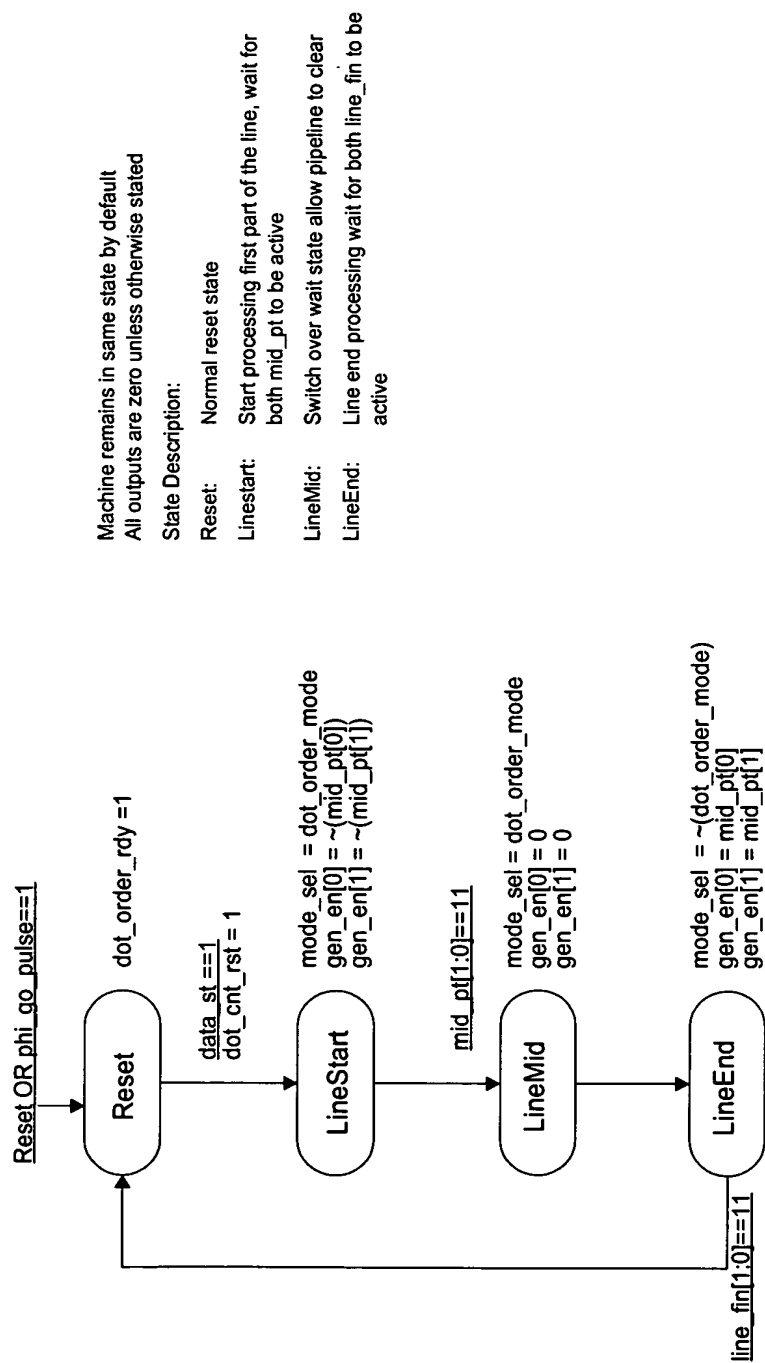 Reset OR phi_go_pulse==1
Reset
dot_order_rdy =1
data_st ==1
dot_cnt_rst = 1
LineStart
mode_sel = dot_order_mode
gen_en[0] = ~(mid_pt[0])
gen_en[1] = ~(mid_pt[1])
mid_pt[1:0]==11
LineMid
mode_sel = dot_order_mode
gen_en[0] = 0
gen_en[1] = 0
LineEnd
mode_sel = ~(dot_order_mode)
gen_en[0] = mid_pt[0]
gen_en[1] = mid_pt[1]
line_fin[1:0]==11
Machine remains in same state by default
All outputs are zero unless otherwise stated
State Description:
Reset: Normal reset state
Linestart: Start processing first part of the line, wait for
both mid_pt to be active
LineMid: Switch over wait state allow pipeline to clear
LineEnd: Line end processing wait for both line_fin to be
active